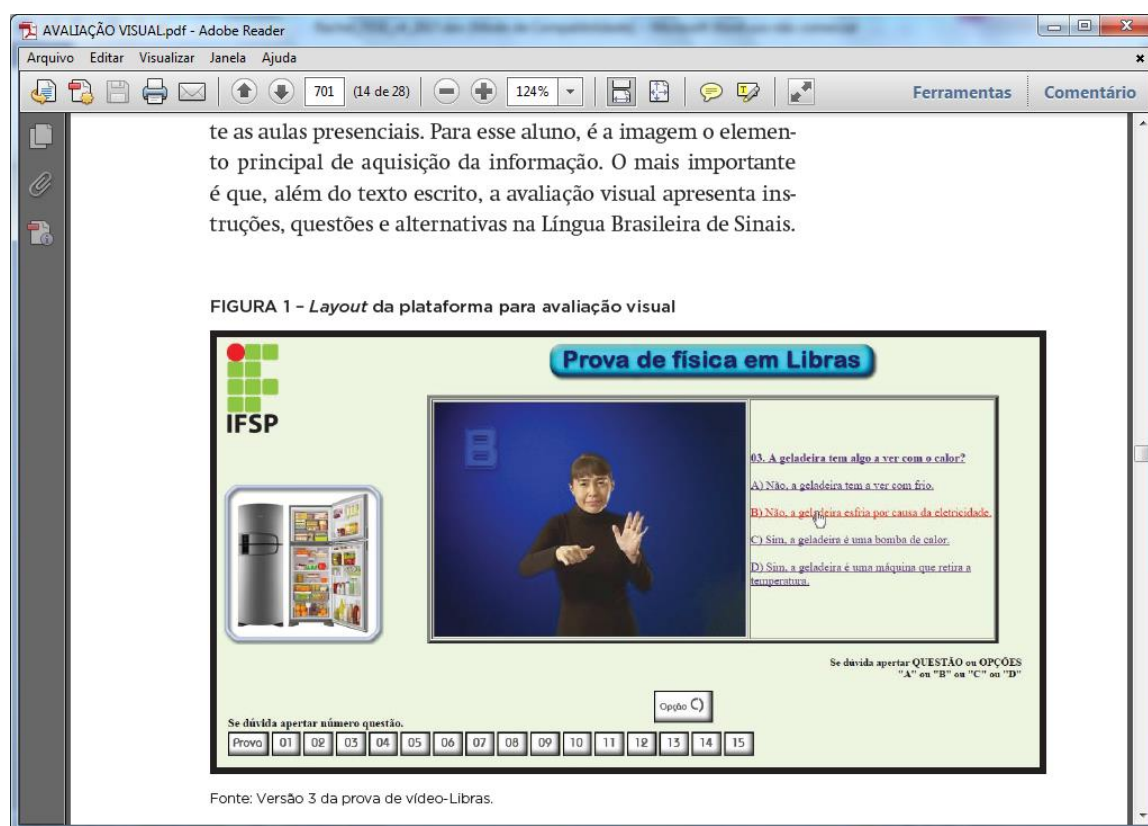 AVALIAÇÃO VISUAL.pdf - Adobe Reader
Arquivo Editar Visualizar Janela Ajuda
701 (14 de 28) 124% Ferramentas Comentário
te as aulas presenciais. Para esse aluno, é a imagem o elemen-
to principal de aquisição da informação. O mais importante
é que, além do texto escrito, a avaliação visual apresenta ins-
truções, questões e alternativas na Língua Brasileira de Sinais.
FIGURA 1 – Layout da plataforma para avaliação visual
Prova de física em Libras
IFSP
B
03. A geladeira tem algo a ver com o calor?
A) Não, a geladeira tem a ver com frio.
B) Não, a geladeira esfria por causa da eletricidade.
C) Sim, a geladeira é uma bomba de calor.
D) Sim, a geladeira é uma máquina que retira a
temperatura.
Se dúvida apertar QUESTÃO ou OPÇÕES
"A" ou "B" ou "C" ou "D"
Opção C)
Se dúvida apertar número questão.
Prova 01 02 03 04 05 06 07 08 09 10 11 12 13 14 15
Fonte: Versão 3 da prova de vídeo-Libras.